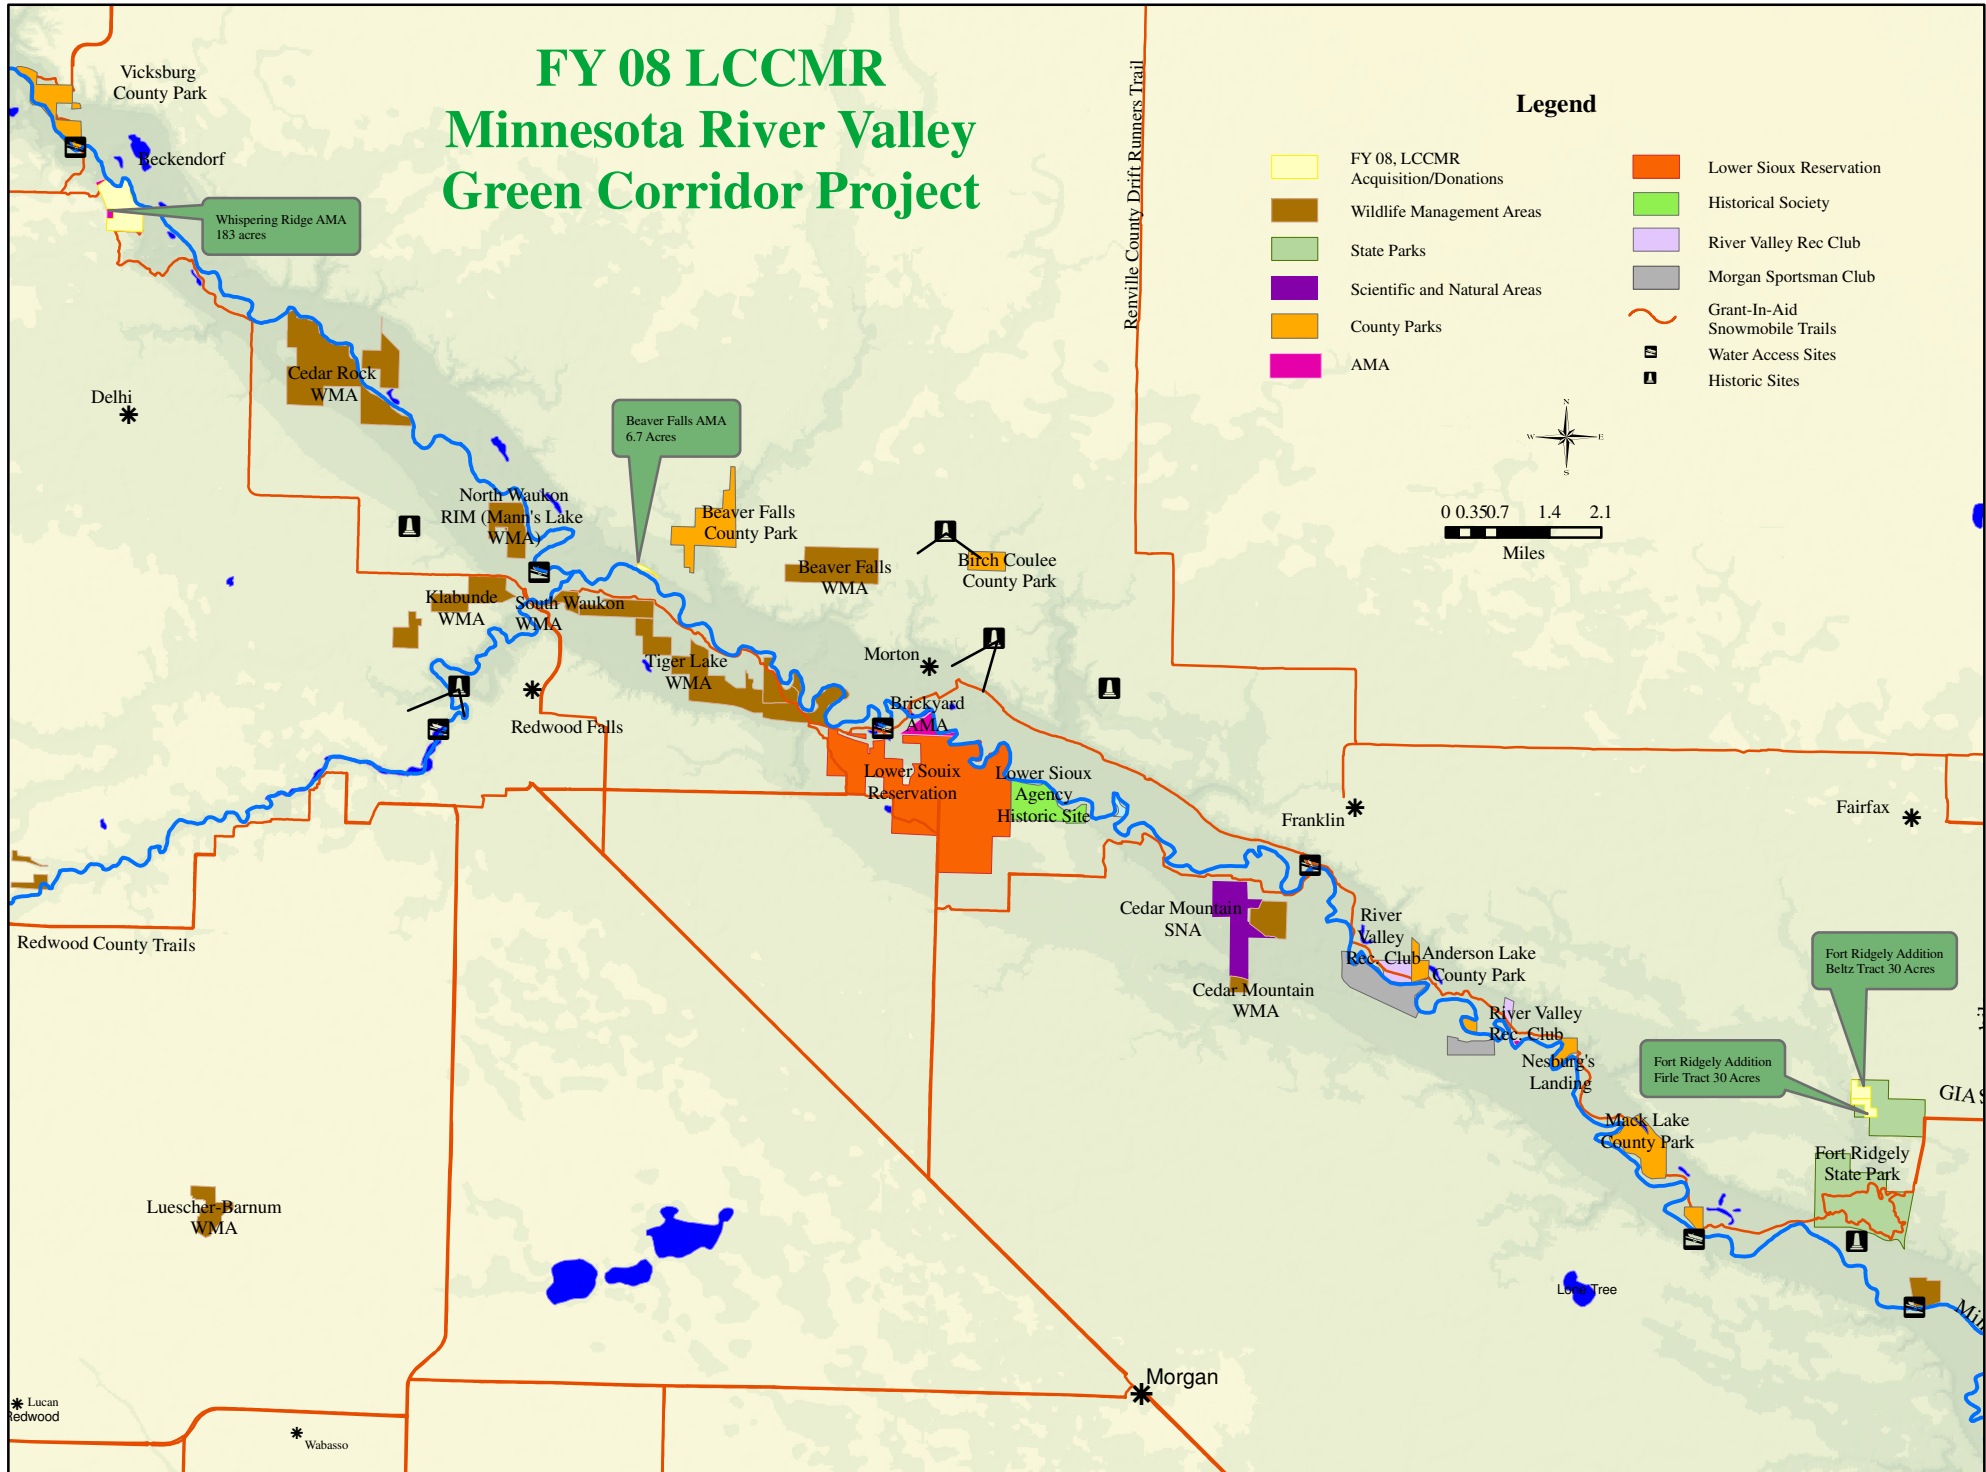 FY 08 LCCMR
Minnesota River Valley
Green Corridor Project
Legend
FY 08, LCCMR
Acquisition/Donations
Wildlife Management Areas
State Parks
Scientific and Natural Areas
County Parks
AMA
Lower Sioux Reservation
Historical Society
River Valley Rec Club
Morgan Sportsman Club
Grant-In-Aid
Snowmobile Trails
Water Access Sites
Historic Sites
N
W
E
S
0 0.35 0.7 1.4 2.1
Miles
Renville County Drift Runners Trail
Vicksburg
County Park
Beckendorf
Whispering Ridge AMA
183 acres
Cedar Rock
WMA
Delhi
Beaver Falls AMA
6.7 Acres
North Waukon
RIM (Mann's Lake
WMA)
Beaver Falls
County Park
Beaver Falls
WMA
Birch Coulee
County Park
Klabunde
WMA
South Waukon
WMA
Tiger Lake
WMA
Morton
Redwood Falls
Brickyard
AMA
Lower Souix
Reservation
Lower Sioux
Agency
Historic Site
Franklin
Fairfax
Redwood County Trails
Cedar Mountain
SNA
Cedar Mountain
WMA
River
Valley
Rec. Club
Anderson Lake
County Park
River Valley
Rec. Club
Nesburg's
Landing
Fort Ridgely Addition
Beltz Tract 30 Acres
Fort Ridgely Addition
Firle Tract 30 Acres
GIAS
Mack Lake
County Park
Fort Ridgely
State Park
Luescher-Barnum
WMA
Lone Tree
Morgan
Lucan
Redwood
Wabasso